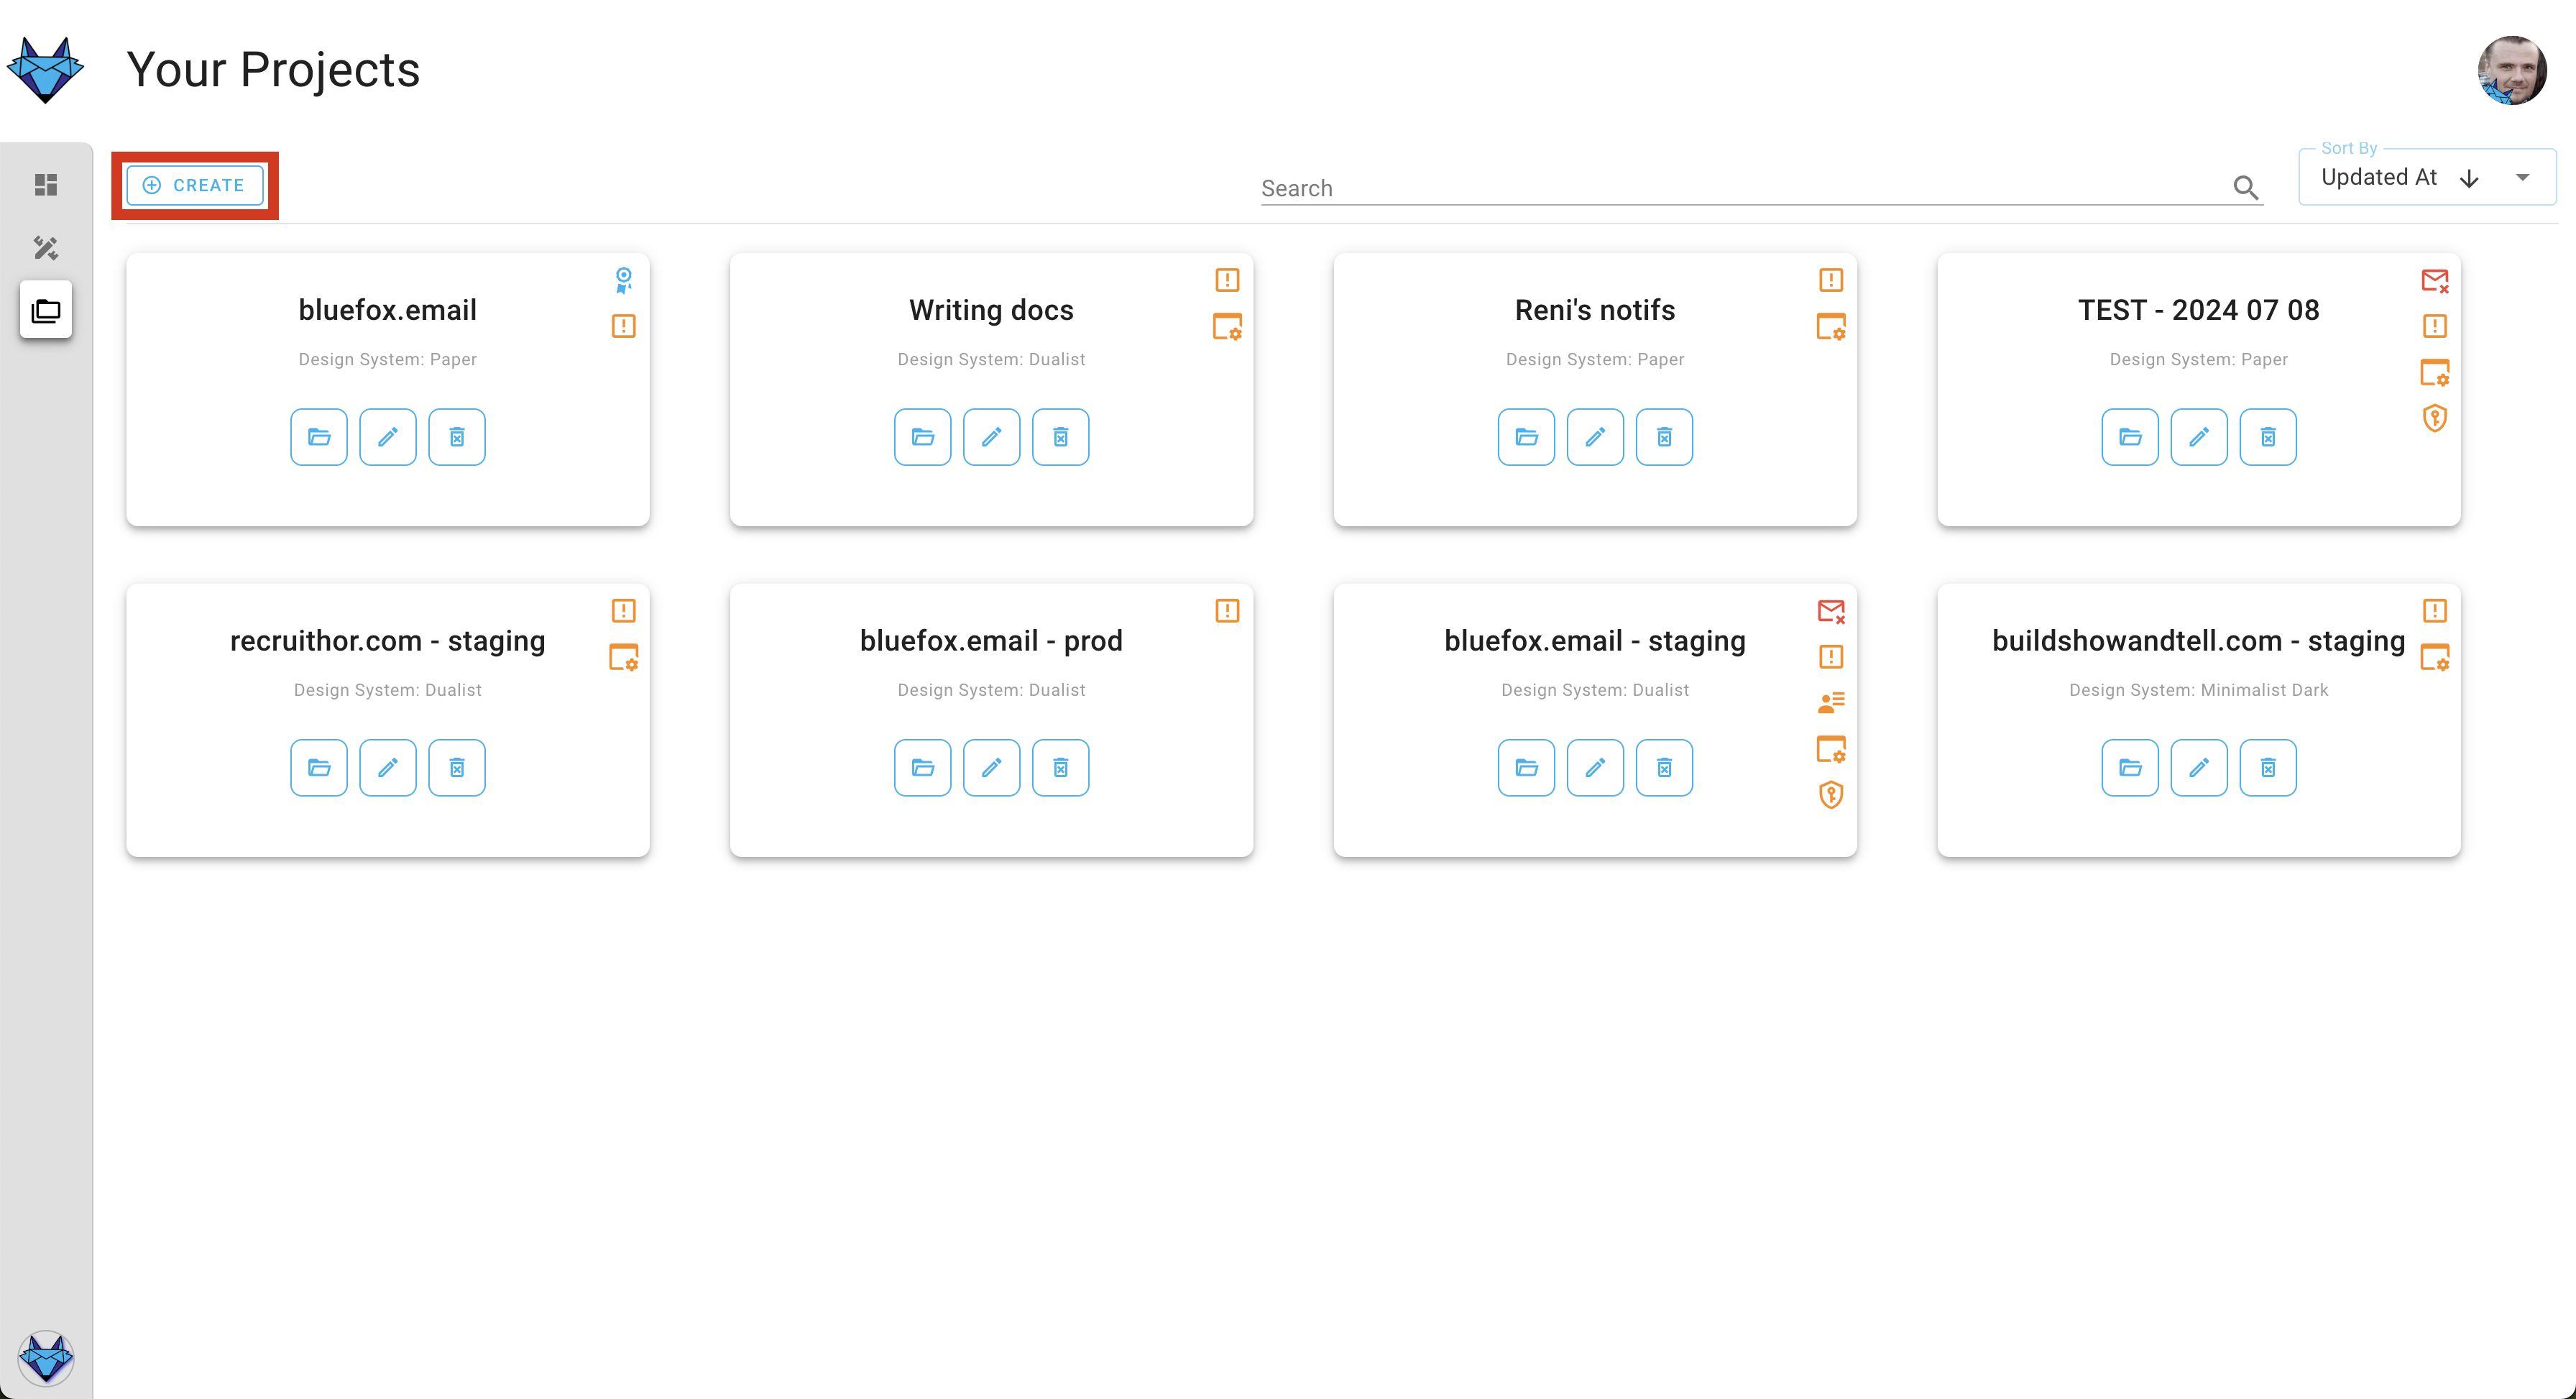 Your Projects
CREATE
Search
Sort By
Updated At
bluefox.email
Design System: Paper
Writing docs
Design System: Dualist
Reni's notifs
Design System: Paper
TEST - 2024 07 08
Design System: Paper
recruithor.com - staging
Design System: Dualist
bluefox.email - prod
Design System: Dualist
bluefox.email - staging
Design System: Dualist
buildshowandtell.com - staging
Design System: Minimalist Dark